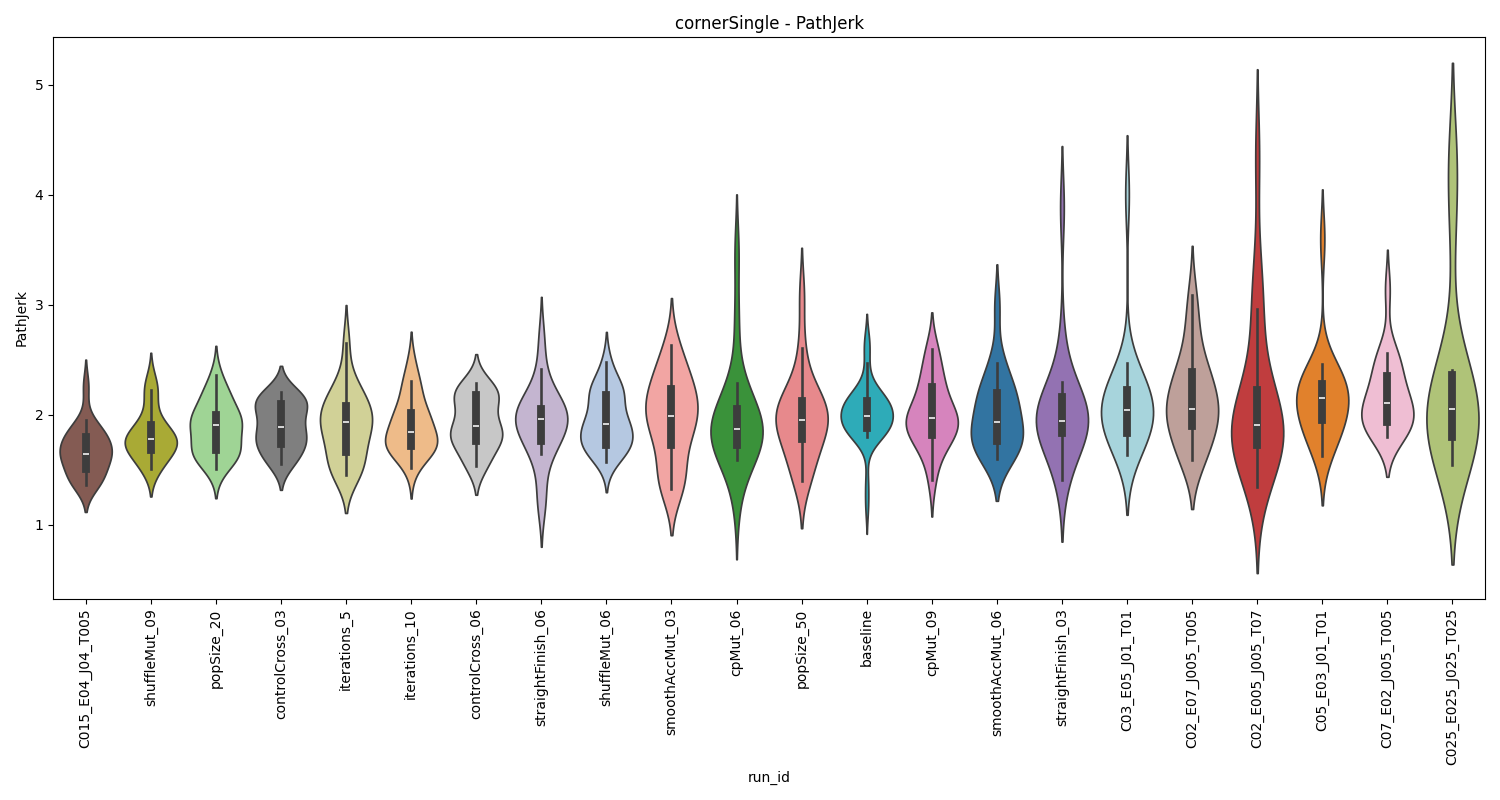 cornerSingle - PathJerk
PathJerk
5
4
3
2
1
C015_E04_J04_T005
shuffleMut_09
popSize_20
controlCross_03
iterations_5
iterations_10
controlCross_06
straightFinish_06
shuffleMut_06
smoothAccMut_03
cpMut_06
popSize_50
baseline
cpMut_09
smoothAccMut_06
straightFinish_03
C03_E05_J01_T01
C02_E07_J005_T005
C02_E005_J005_T07
C05_E03_J01_T01
C07_E02_J005_T005
C025_E025_J025_T025
run_id